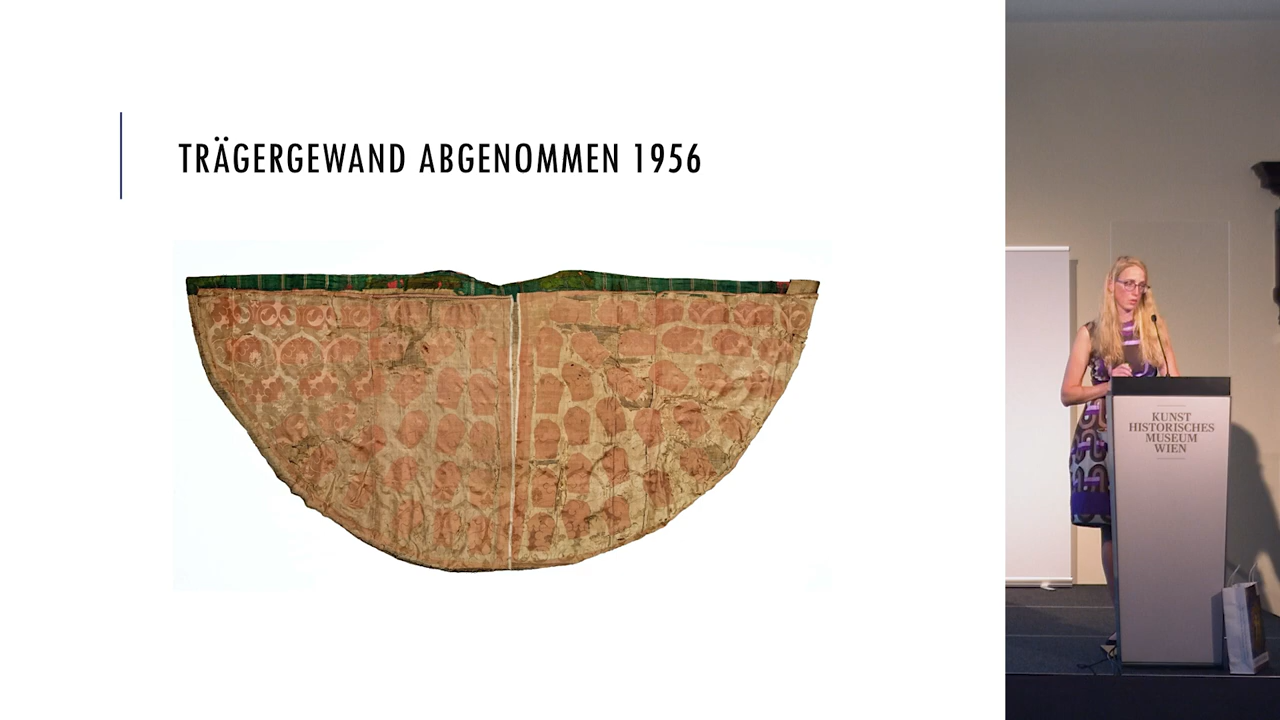 TRÄGERGEWAND ABGENOMMEN 1956
KUNST
HISTORISCHES
MUSEUM
WIEN